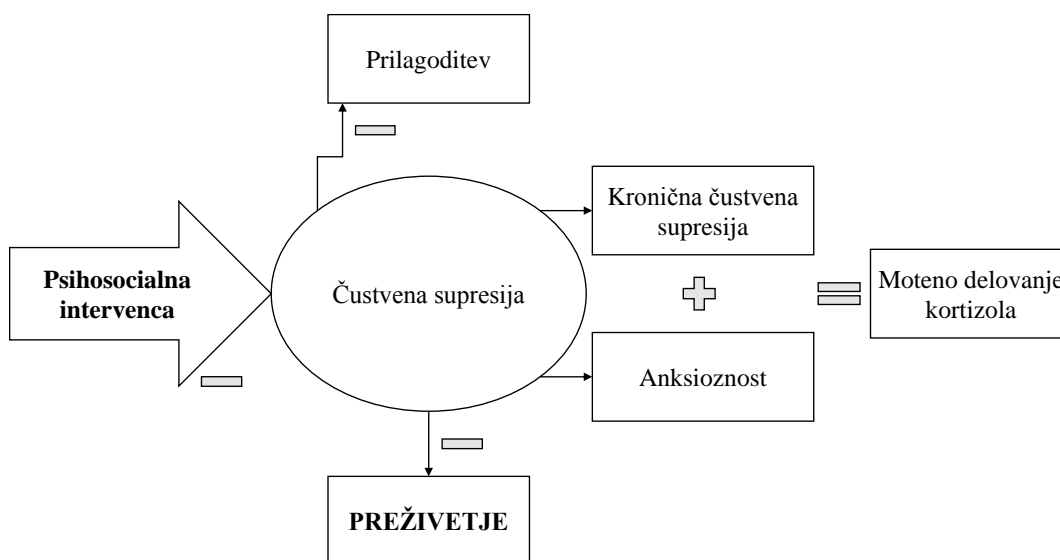 Prilagoditev
Kronična čustvena
supresija
Psihosocialna
intervenca
Čustvena supresija
Moteno delovanje
kortizola
Anksioznost
PREŽIVETJE